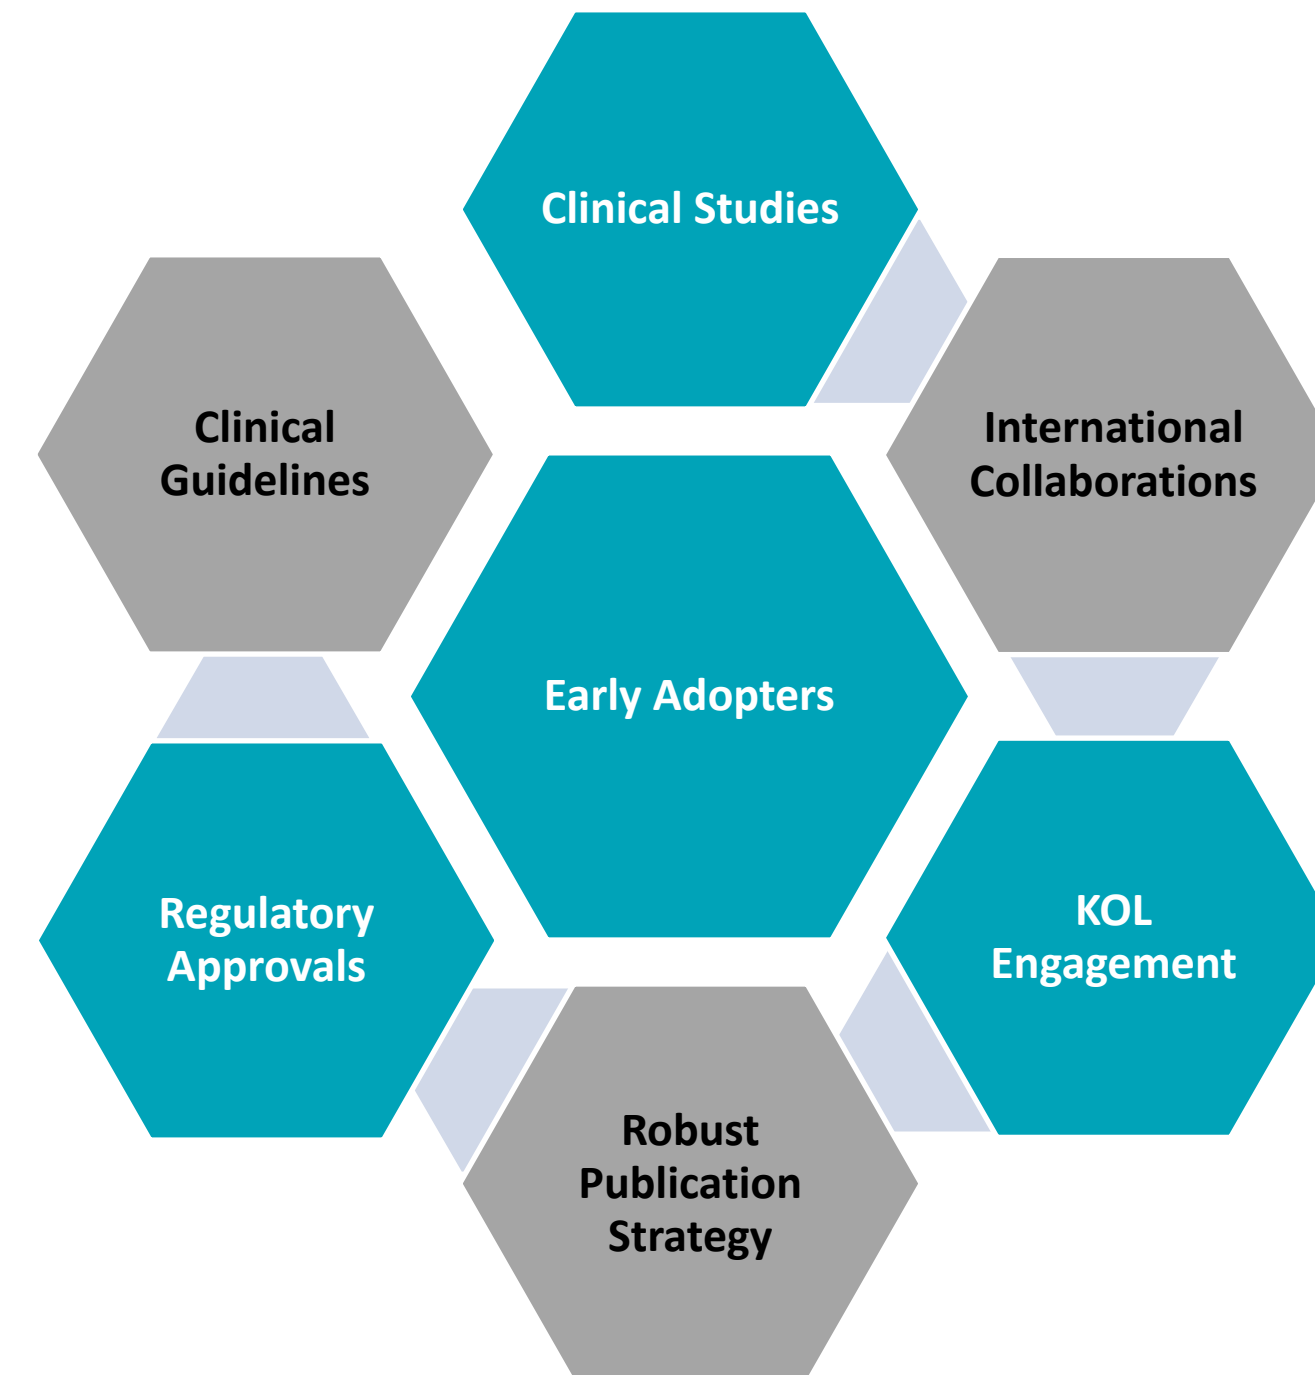 Clinical Studies
Clinical
Guidelines
International
Collaborations
Early Adopters
Regulatory
Approvals
KOL
Engagement
Robust
Publication
Strategy